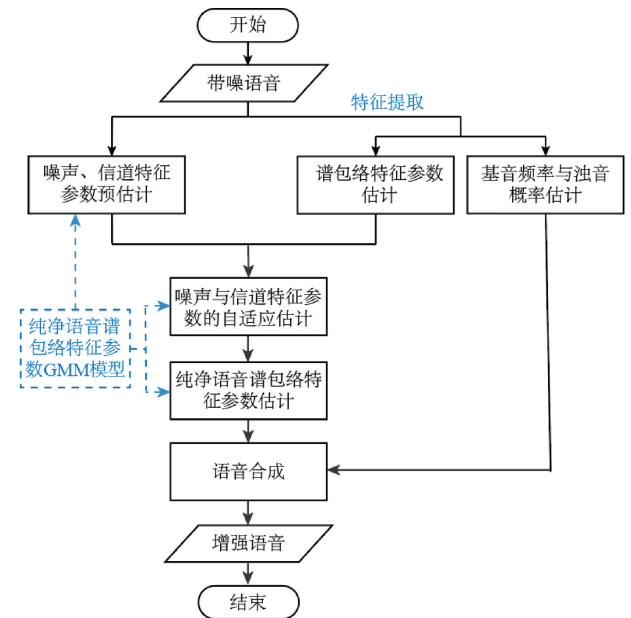 开始
带噪语音
特征提取
噪声、信道特征
参数预估计
谱包络特征参数
估计
基音频率与浊音
概率估计
噪声与信道特征参
数的自适应估计
纯净语音谱
包络特征参
数GMM模型
纯净语音谱包络特
征参数估计
语音合成
增强语音
结束